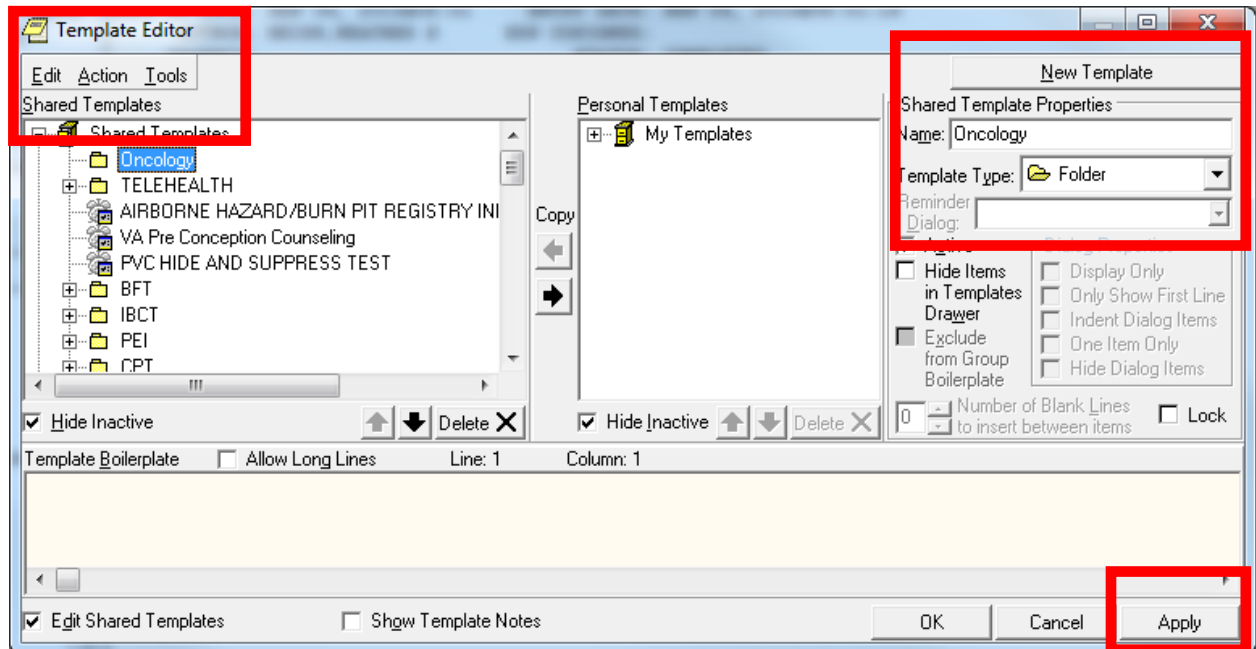 Template Editor
Edit Action Tools
New Template
Shared Templates
Shared Templates
Oncology
TELEHEALTH
AIRBORNE HAZARD/BURN PIT REGISTRY INI
VA Pre Conception Counseling
PVC HIDE AND SUPPRESS TEST
BFT
IBCT
PEI
CPT
Hide Inactive
Delete
Copy
Personal Templates
My Templates
Hide Inactive
Delete
Shared Template Properties
Name: Oncology
Template Type: Folder
Reminder
Dialog:
Active
Hide Items
in Templates
Drawer
Exclude
from Group
Boilerplate
Display Only
Only Show First Line
Indent Dialog Items
One Item Only
Hide Dialog Items
0 Number of Blank Lines
to insert between items
Lock
Template Boilerplate Allow Long Lines Line: 1 Column: 1
Edit Shared Templates Show Template Notes OK Cancel Apply